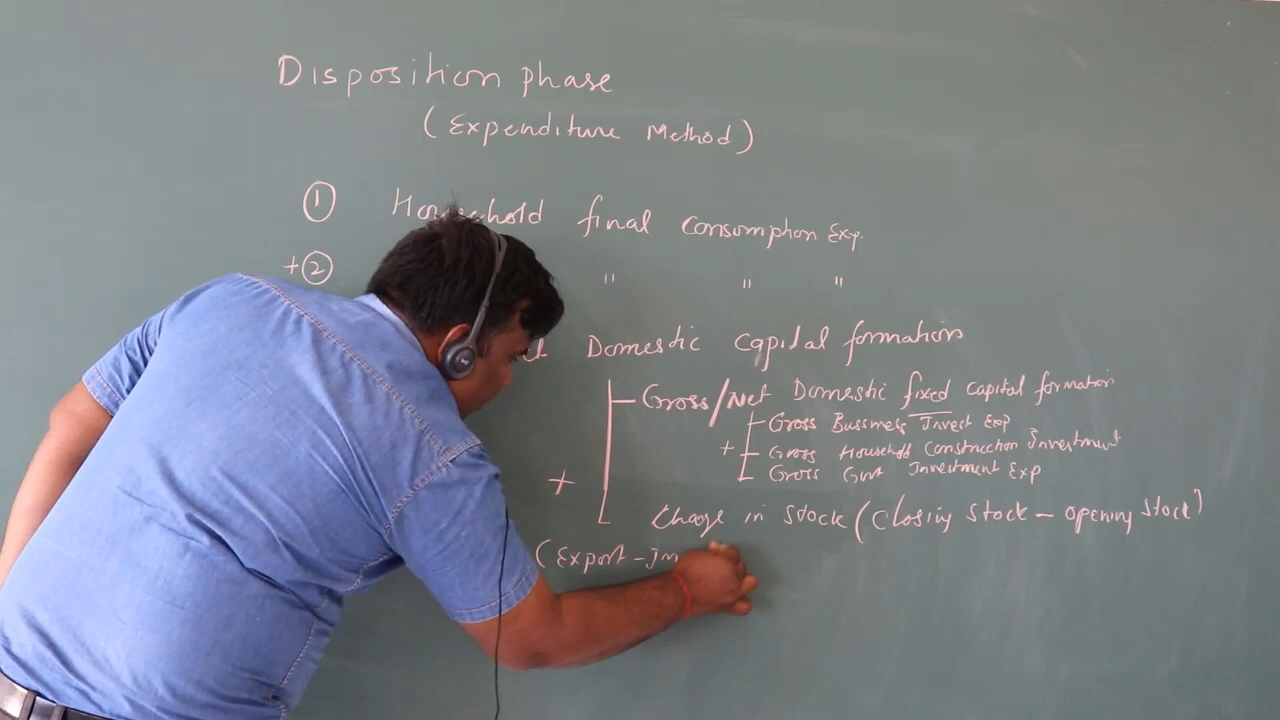 Disposition phase
(Expenditure Method)
① Household final Consumption Exp.
+② " " "
Domestic Capital formation
Gross/Net Domestic fixed Capital formation
Gross Bussiness Invest Exp
+ Gross Household Construction Investment
Gross Govt Investment Exp
+ Change in Stock (Closing Stock - Opening Stock)
(Export - Im